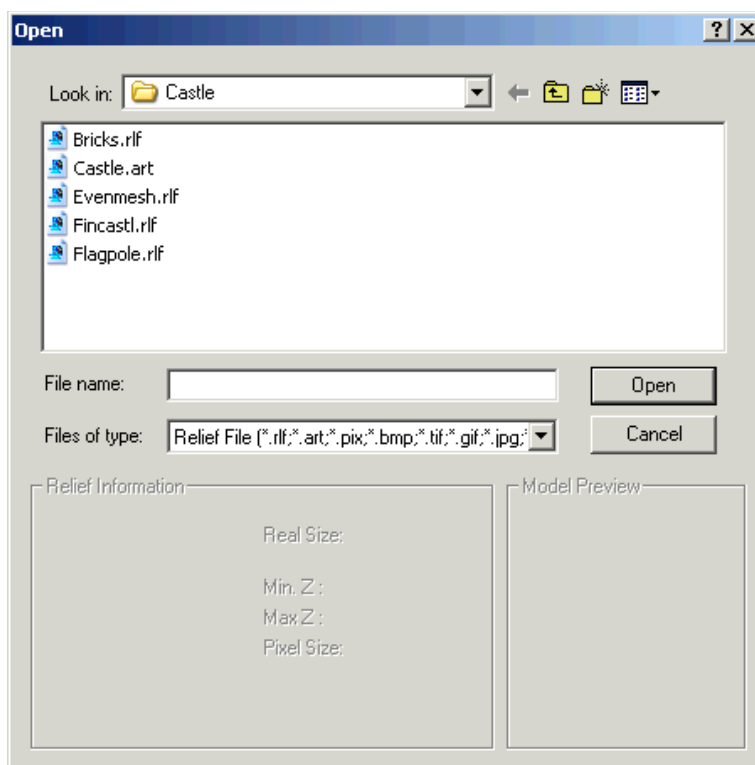 Open
Look in: Castle
Bricks.rlf
Castle.art
Evenmesh.rlf
Fincastl.rlf
Flagpole.rlf
File name: Open
Files of type: Relief File (*.rlf;*.art;*.pix;*.bmp;*.tif;*.gif;*.jpg;* Cancel
Relief Information Model Preview
Real Size:
Min. Z :
Max Z :
Pixel Size: